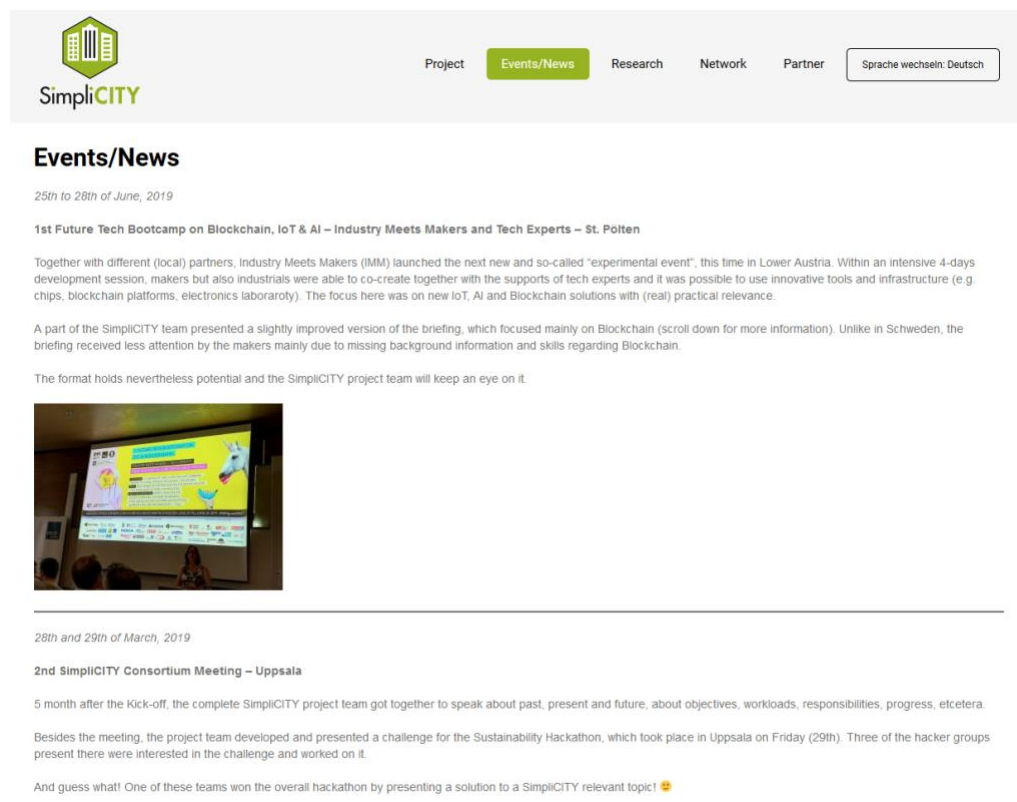 SimpliCITY
Project
Events/News
Research
Network
Partner
Sprache wechseln: Deutsch
Events/News
25th to 28th of June, 2019
1st Future Tech Bootcamp on Blockchain, IoT & AI – Industry Meets Makers and Tech Experts – St. Pölten
Together with different (local) partners, Industry Meets Makers (IMM) launched the next new and so-called "experimental event", this time in Lower Austria. Within an intensive 4-days
development session, makers but also industrials were able to co-create together with the supports of tech experts and it was possible to use innovative tools and infrastructure (e.g.
chips, blockchain platforms, electronics laboraroty). The focus here was on new IoT, AI and Blockchain solutions with (real) practical relevance.
A part of the SimpliCITY team presented a slightly improved version of the briefing, which focused mainly on Blockchain (scroll down for more information). Unlike in Schweden, the
briefing received less attention by the makers mainly due to missing background information and skills regarding Blockchain.
The format holds nevertheless potential and the SimpliCITY project team will keep an eye on it.
28th and 29th of March, 2019
2nd SimpliCITY Consortium Meeting – Uppsala
5 month after the Kick-off, the complete SimpliCITY project team got together to speak about past, present and future, about objectives, workloads, responsibilities, progress, etcetera.
Besides the meeting, the project team developed and presented a challenge for the Sustainability Hackathon, which took place in Uppsala on Friday (29th). Three of the hacker groups
present there were interested in the challenge and worked on it.
And guess what! One of these teams won the overall hackathon by presenting a solution to a SimpliCITY relevant topic! 🙂